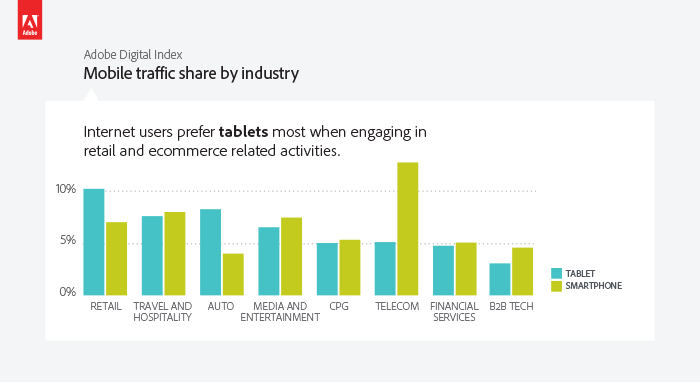 Adobe
Adobe Digital Index
Mobile traffic share by industry
Internet users prefer tablets most when engaging in
retail and ecommerce related activities.
10%
5%
0%
RETAIL
TRAVEL AND
HOSPITALITY
AUTO
MEDIA AND
ENTERTAINMENT
CPG
TELECOM
FINANCIAL
SERVICES
B2B TECH
TABLET
SMARTPHONE